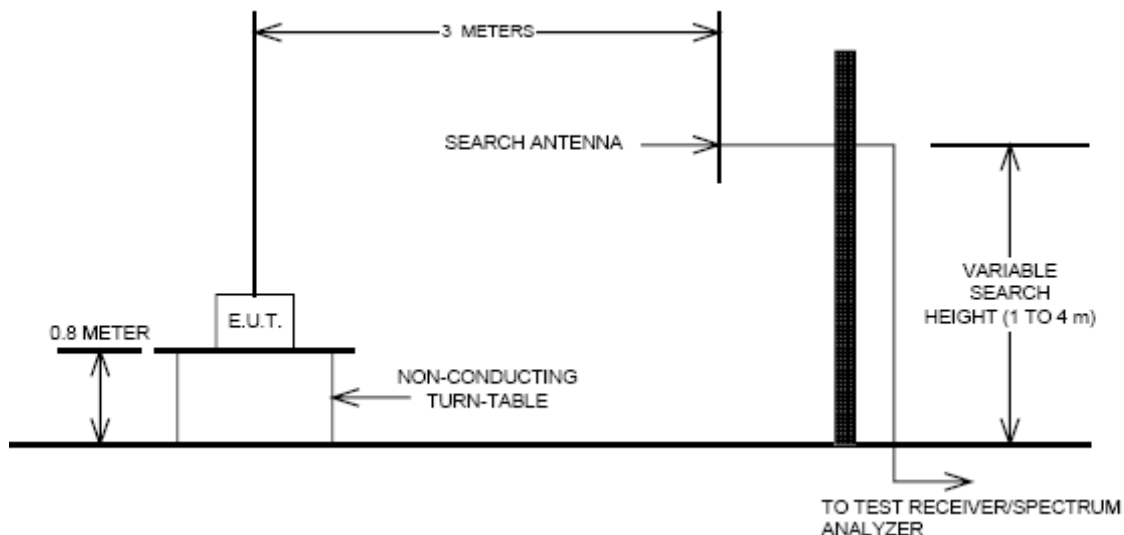 3 METERS
SEARCH ANTENNA
VARIABLE
SEARCH
HEIGHT (1 TO 4 m)
E.U.T.
0.8 METER
NON-CONDUCTING
TURN-TABLE
TO TEST RECEIVER/SPECTRUM
ANALYZER